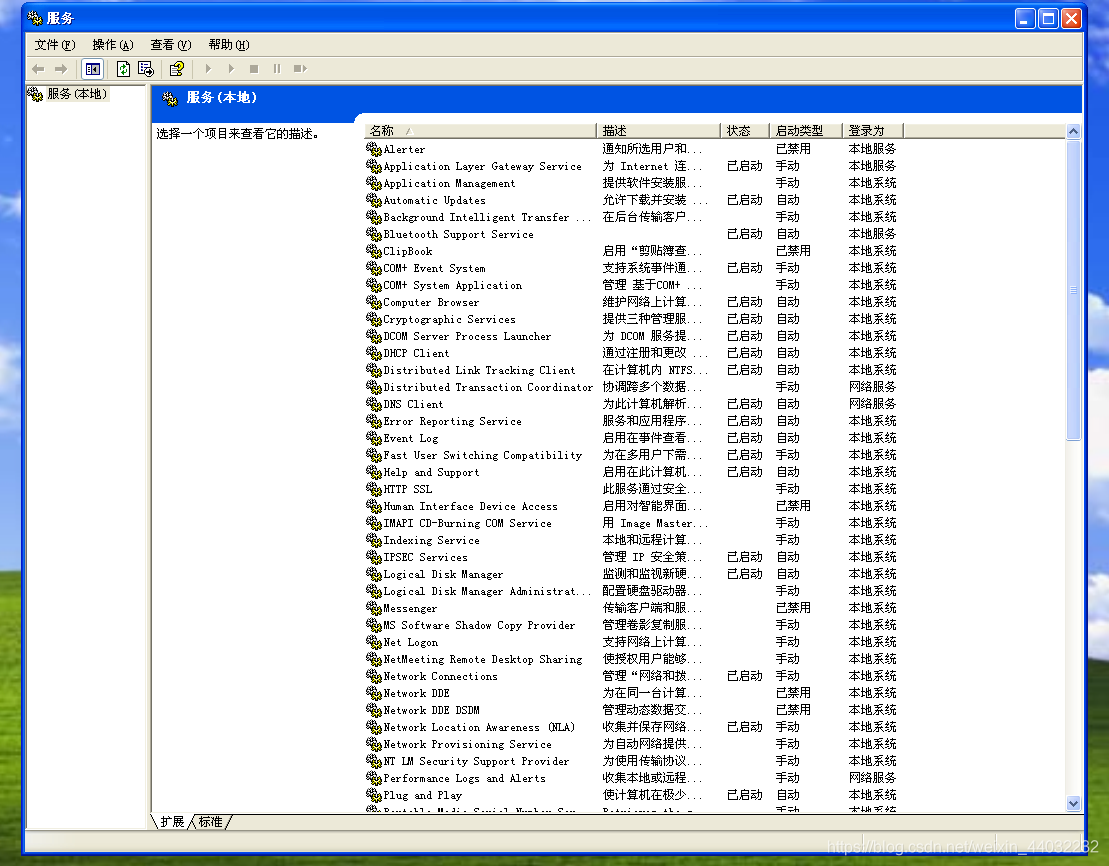 服务
文件(F) 操作(A) 查看(V) 帮助(H)
服务(本地)
服务(本地)
选择一个项目来查看它的描述。
名称 描述 状态 启动类型 登录为
Alerter 通知所选用户和... 已禁用 本地服务
Application Layer Gateway Service 为 Internet 连... 已启动 手动 本地服务
Application Management 提供软件安装服... 手动 本地系统
Automatic Updates 允许下载并安装 ... 已启动 自动 本地系统
Background Intelligent Transfer ... 在后台传输客户... 手动 本地系统
Bluetooth Support Service 已启动 自动 本地服务
ClipBook 启用“剪贴簿查... 已禁用 本地系统
COM+ Event System 支持系统事件通... 已启动 手动 本地系统
COM+ System Application 管理 基于COM+ ... 手动 本地系统
Computer Browser 维护网络上计算... 已启动 自动 本地系统
Cryptographic Services 提供三种管理服... 已启动 自动 本地系统
DCOM Server Process Launcher 为 DCOM 服务提... 已启动 自动 本地系统
DHCP Client 通过注册和更改 ... 已启动 自动 本地系统
Distributed Link Tracking Client 在计算机内 NTFS... 已启动 自动 本地系统
Distributed Transaction Coordinator 协调跨多个数据... 手动 网络服务
DNS Client 为此计算机解析... 已启动 自动 网络服务
Error Reporting Service 服务和应用程序... 已启动 自动 本地系统
Event Log 启用在事件查看... 已启动 自动 本地系统
Fast User Switching Compatibility 为在多用户下需... 已启动 手动 本地系统
Help and Support 启用在此计算机... 已启动 自动 本地系统
HTTP SSL 此服务通过安全... 手动 本地系统
Human Interface Device Access 启用对智能界面... 已禁用 本地系统
IMAPI CD-Burning COM Service 用 Image Master... 手动 本地系统
Indexing Service 本地和远程计算... 手动 本地系统
IPSEC Services 管理 IP 安全策... 已启动 自动 本地系统
Logical Disk Manager 监测和监视新硬... 已启动 自动 本地系统
Logical Disk Manager Administrat... 配置硬盘驱动器... 手动 本地系统
Messenger 传输客户端和服... 已禁用 本地系统
MS Software Shadow Copy Provider 管理卷影复制服... 手动 本地系统
Net Logon 支持网络上计算... 手动 本地系统
NetMeeting Remote Desktop Sharing 使授权用户能够... 手动 本地系统
Network Connections 管理“网络和拨... 已启动 手动 本地系统
Network DDE 为在同一台计算... 已禁用 本地系统
Network DDE DSDM 管理动态数据交... 已禁用 本地系统
Network Location Awareness (NLA) 收集并保存网络... 已启动 手动 本地系统
Network Provisioning Service 为自动网络提供... 手动 本地系统
NT LM Security Support Provider 为使用传输协议... 手动 本地系统
Performance Logs and Alerts 收集本地或远程... 手动 网络服务
Plug and Play 使计算机在极少... 已启动 自动 本地系统
扩展 标准
https://blog.csdn.net/weixin_44032232